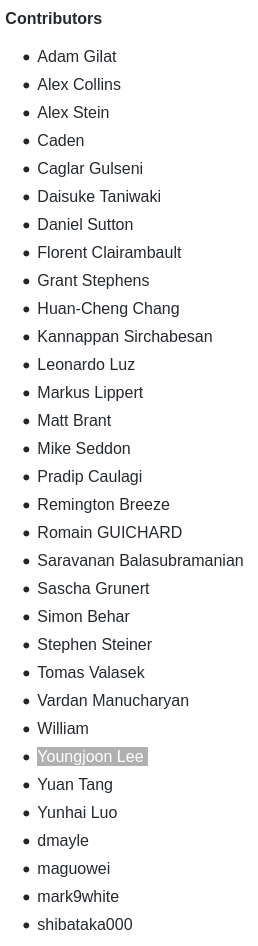 Contributors
Adam Gilat
Alex Collins
Alex Stein
Caden
Caglar Gulseni
Daisuke Taniwaki
Daniel Sutton
Florent Clairambault
Grant Stephens
Huan-Cheng Chang
Kannappan Sirchabesan
Leonardo Luz
Markus Lippert
Matt Brant
Mike Seddon
Pradip Caulagi
Remington Breeze
Romain GUICHARD
Saravanan Balasubramanian
Sascha Grunert
Simon Behar
Stephen Steiner
Tomas Valasek
Vardan Manucharyan
William
Youngjoon Lee
Yuan Tang
Yunhai Luo
dmayle
maguowei
mark9white
shibataka000